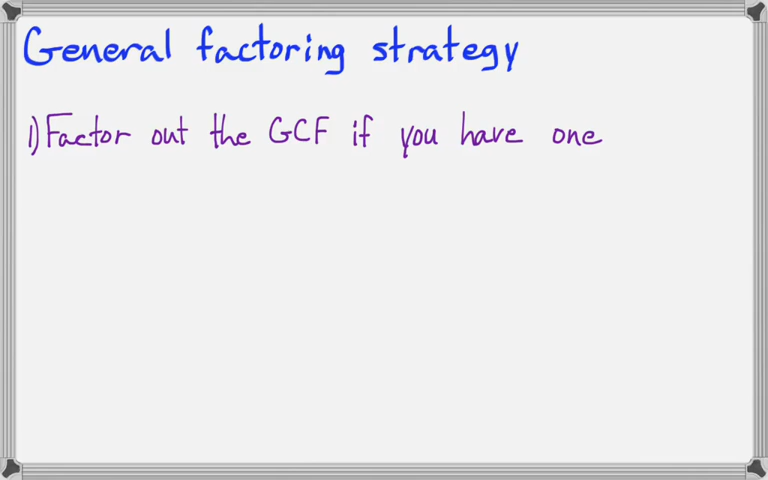 General factoring strategy
1) Factor out the GCF if you have one